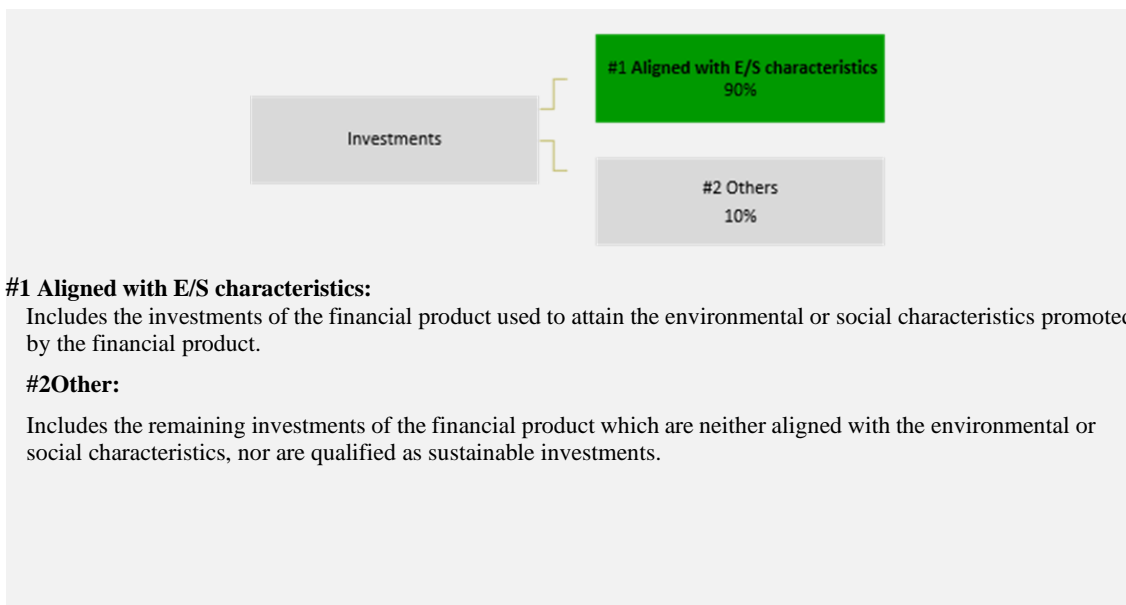 #1 Aligned with E/S characteristics
90%
Investments
#2 Others
10%
#1 Aligned with E/S characteristics:
Includes the investments of the financial product used to attain the environmental or social characteristics promoted
by the financial product.
#2Other:
Includes the remaining investments of the financial product which are neither aligned with the environmental or
social characteristics, nor are qualified as sustainable investments.